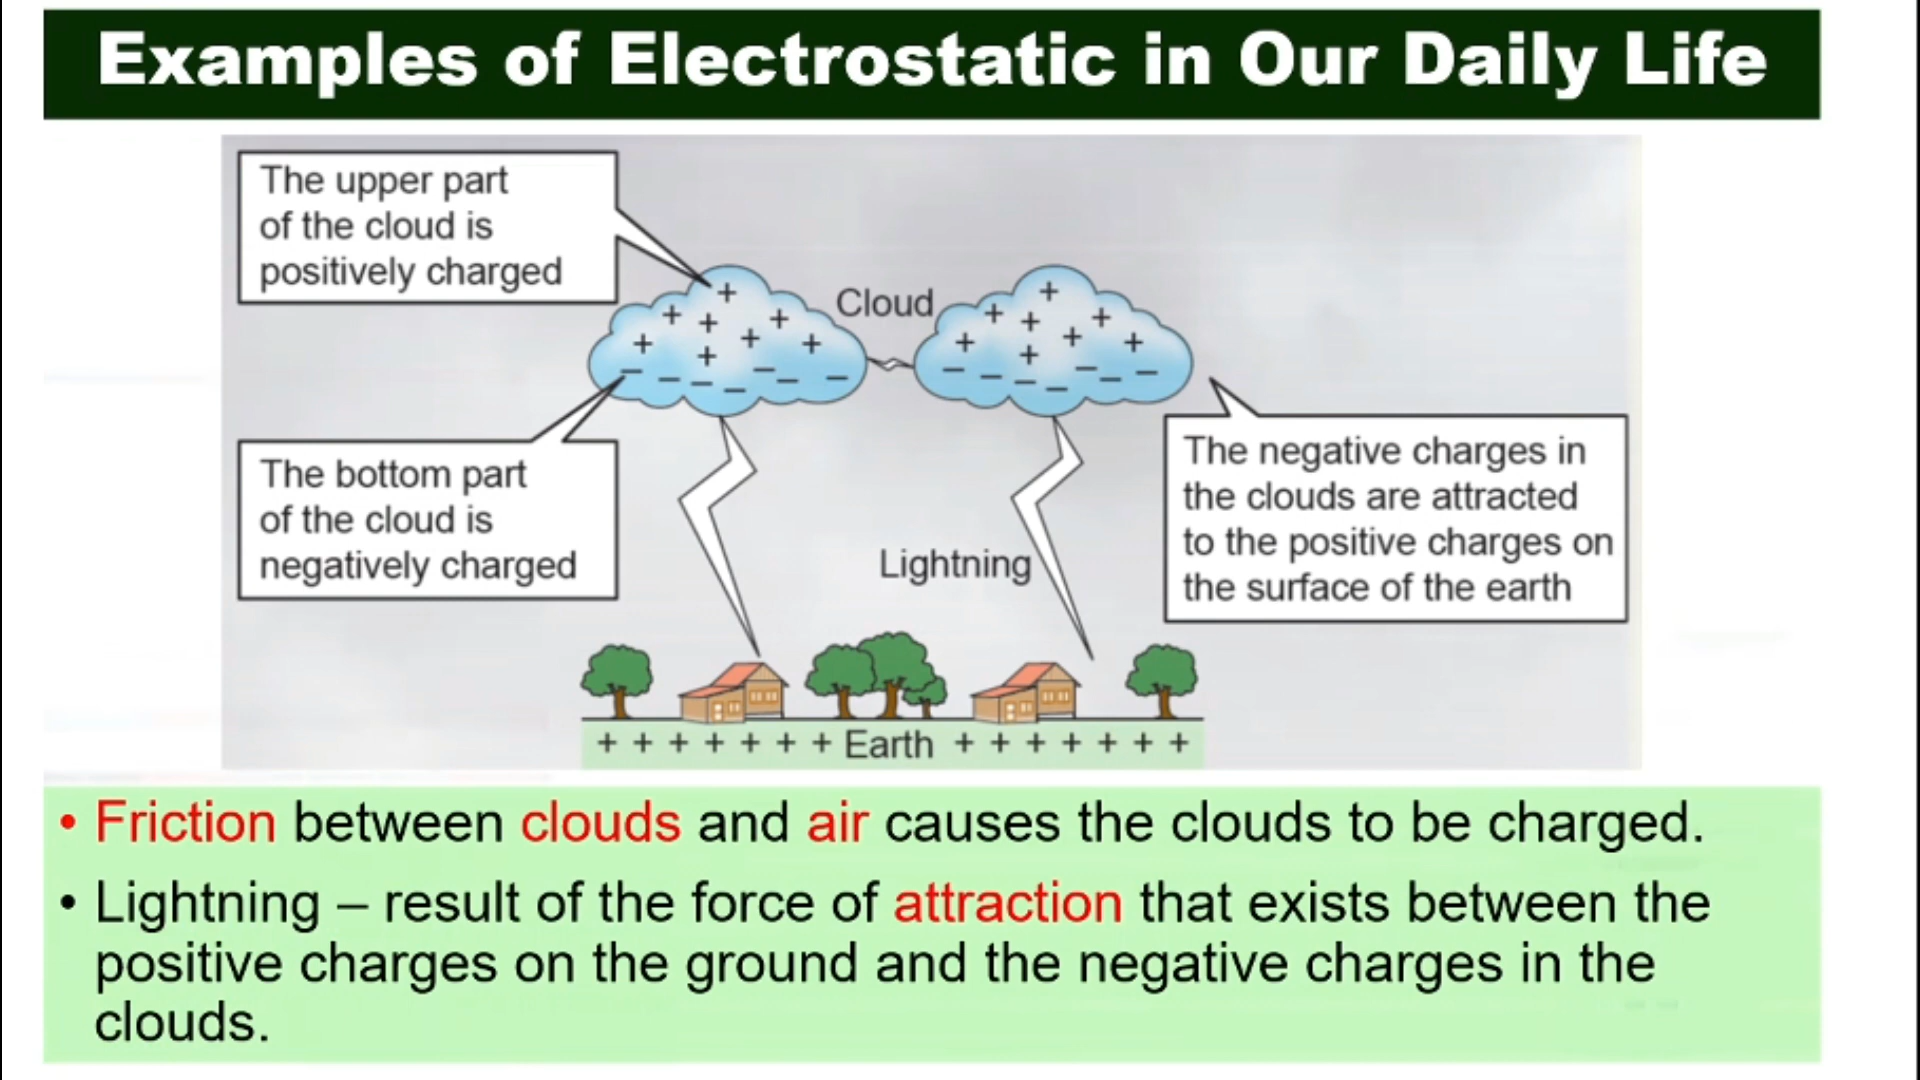 Examples of Electrostatic in Our Daily Life
The upper part
of the cloud is
positively charged
Cloud
+ + + + + + + + +
+ + + + + + + + +
− − − − − − −
− − − − − − −
The bottom part
of the cloud is
negatively charged
The negative charges in
the clouds are attracted
to the positive charges on
the surface of the earth
Lightning
+ + + + + + + Earth + + + + + + +
• Friction between clouds and air causes the clouds to be charged.
• Lightning – result of the force of attraction that exists between the
positive charges on the ground and the negative charges in the
clouds.